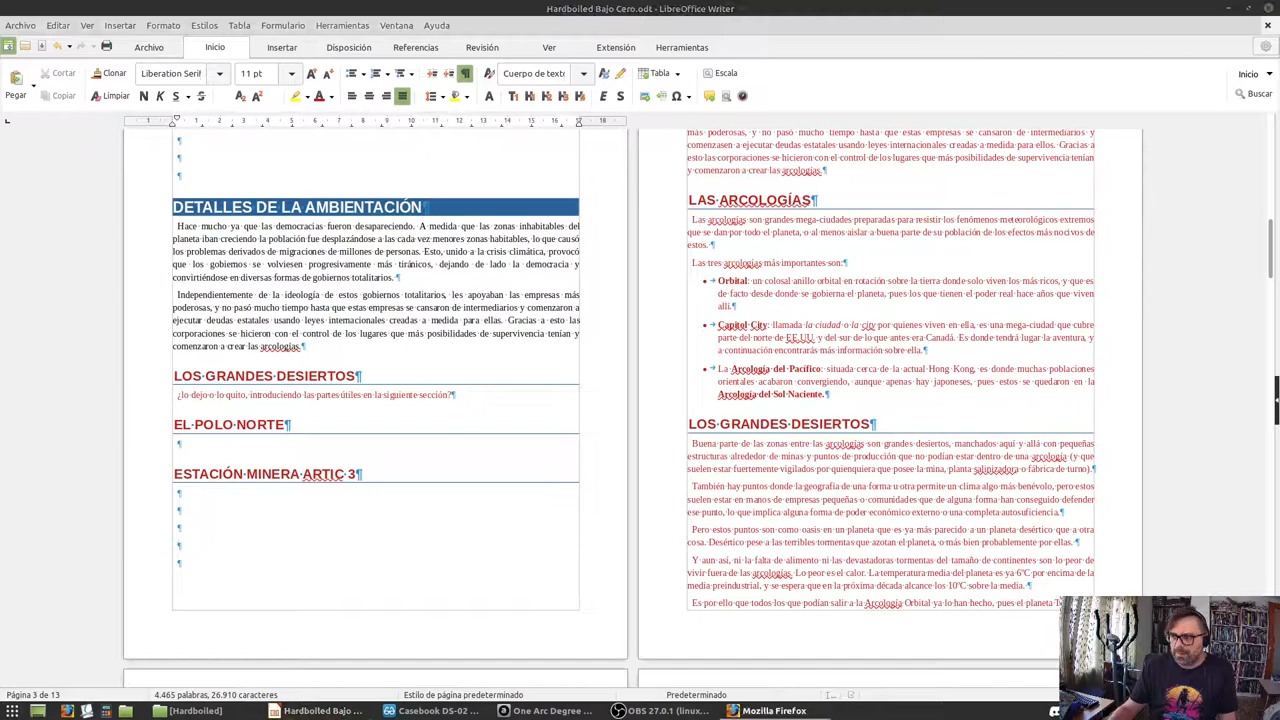 Hardboiled Bajo Cero.odt - LibreOffice Writer
Archivo Editar Ver Insertar Formato Estilos Tabla Formulario Herramientas Ventana Ayuda
Archivo Inicio Insertar Disposición Referencias Revisión Ver Extensión Herramientas
Pegar Cortar Clonar Liberation Serif 11 pt Cuerpo de texto Tabla Escala Inicio
Copiar Limpiar Buscar
DETALLES DE LA AMBIENTACIÓN
Hace mucho ya que las democracias fueron desapareciendo. A medida que las zonas inhabitables del
planeta iban creciendo la población fue desplazándose a las cada vez menores zonas habitables, lo que causó
los problemas derivados de migraciones de millones de personas. Esto, unido a la crisis climática, provocó
que los gobiernos se volviesen progresivamente más tiránicos, dejando de lado la democracia y
convirtiéndose en diversas formas de gobiernos totalitarios.
Independientemente de la ideología de estos gobiernos totalitarios, les apoyaban las empresas más
poderosas, y no pasó mucho tiempo hasta que estas empresas se cansaron de intermediarios y comenzasen a
ejecutar deudas estatales usando leyes internacionales creadas a medida para ellos. Gracias a esto las
corporaciones se hicieron con el control de los lugares que más posibilidades de supervivencia tenían y
comenzaron a crear las arcologías.
LOS GRANDES DESIERTOS
¿lo dejo o lo quito, introduciendo las partes útiles en la siguiente sección?
EL POLO NORTE
ESTACIÓN MINERA ARTIC 3
más poderosas, y no pasó mucho tiempo hasta que estas empresas se cansaron de intermediarios y
comenzasen a ejecutar deudas estatales usando leyes internacionales creadas a medida para ellos. Gracias a
esto las corporaciones se hicieron con el control de los lugares que más posibilidades de supervivencia tenían
y comenzaron a crear las arcologías.
LAS ARCOLOGÍAS
Las arcologías son grandes mega-ciudades preparadas para resistir los fenómenos meteorológicos extremos
que se dan por todo el planeta, o al menos aislar a buena parte de su población de los efectos más nocivos de
estos.
Las tres arcologías más importantes son:
Orbital: un colosal anillo orbital en rotación sobre la tierra donde solo viven los más ricos, y que es
de facto desde donde se gobierna el planeta, pues los que tienen el poder real hace años que viven
allí.
Capitol City: llamada la ciudad o la city por quienes viven en ella, es una mega-ciudad que cubre
parte del norte de EE.UU. y del sur de lo que antes era Canadá. Es donde tendrá lugar la aventura, y
a continuación encontrarás más información sobre ella.
La Arcología del Pacífico: situada cerca de la actual Hong Kong, es donde muchas poblaciones
orientales acabaron convergiendo, aunque apenas hay japoneses, pues estos se quedaron en la
Arcología del Sol Naciente.
LOS GRANDES DESIERTOS
Buena parte de las zonas entre las arcologías son grandes desiertos, manchados aquí y allá con pequeñas
estructuras alrededor de minas y puntos de producción que no podían estar dentro de una arcología (y que
suelen estar fuertemente vigilados por quienquiera que posee la mina, planta salinizadora o fábrica de turno).
También hay puntos donde la geografía de una forma u otra permite un clima algo más benévolo, pero estos
suelen estar en manos de empresas pequeñas o comunidades que de alguna forma han conseguido defender
ese punto, lo que implica alguna forma de poder económico externo o una completa autosuficiencia.
Pero estos puntos son como oasis en un planeta que es ya más parecido a un planeta desértico que a otra
cosa. Desértico pese a las terribles tormentas que azotan el planeta, o más bien probablemente por ellas.
Y aun así, ni la falta de alimento ni las devastadoras tormentas del tamaño de continentes son lo peor de
vivir fuera de las arcologías. Lo peor es el calor. La temperatura media del planeta es ya 6ºC por encima de la
media preindustrial, y se espera que en la próxima década alcance los 10ºC sobre la media.
Es por ello que todos los que podían salir a la Arcología Orbital ya lo han hecho, pues el planeta
Página 3 de 13 4.465 palabras, 26.910 caracteres Estilo de página predeterminado Predeterminado
[Hardboiled] Hardboiled Bajo ... Casebook DS-02 ... One Arc Degree ... OBS 27.0.1 (linux... Mozilla Firefox